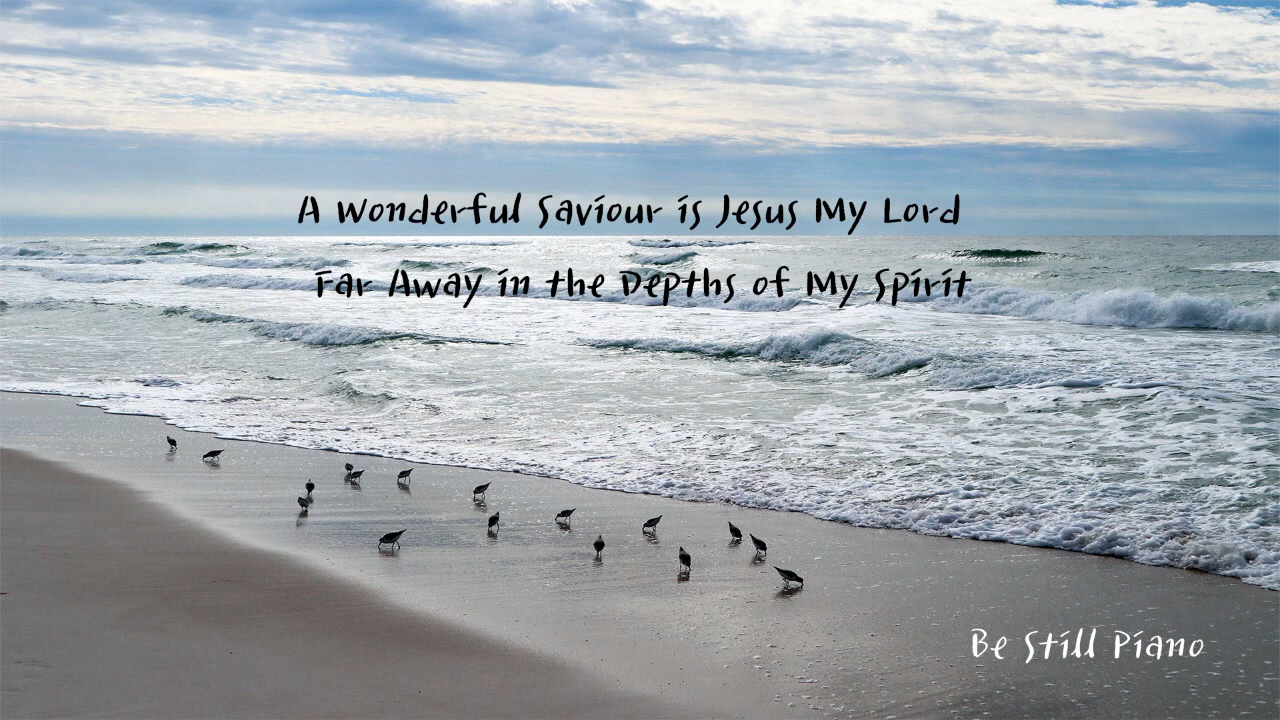 A Wonderful Saviour is Jesus My Lord
Far Away in the Depths of My Spirit
Be Still Piano